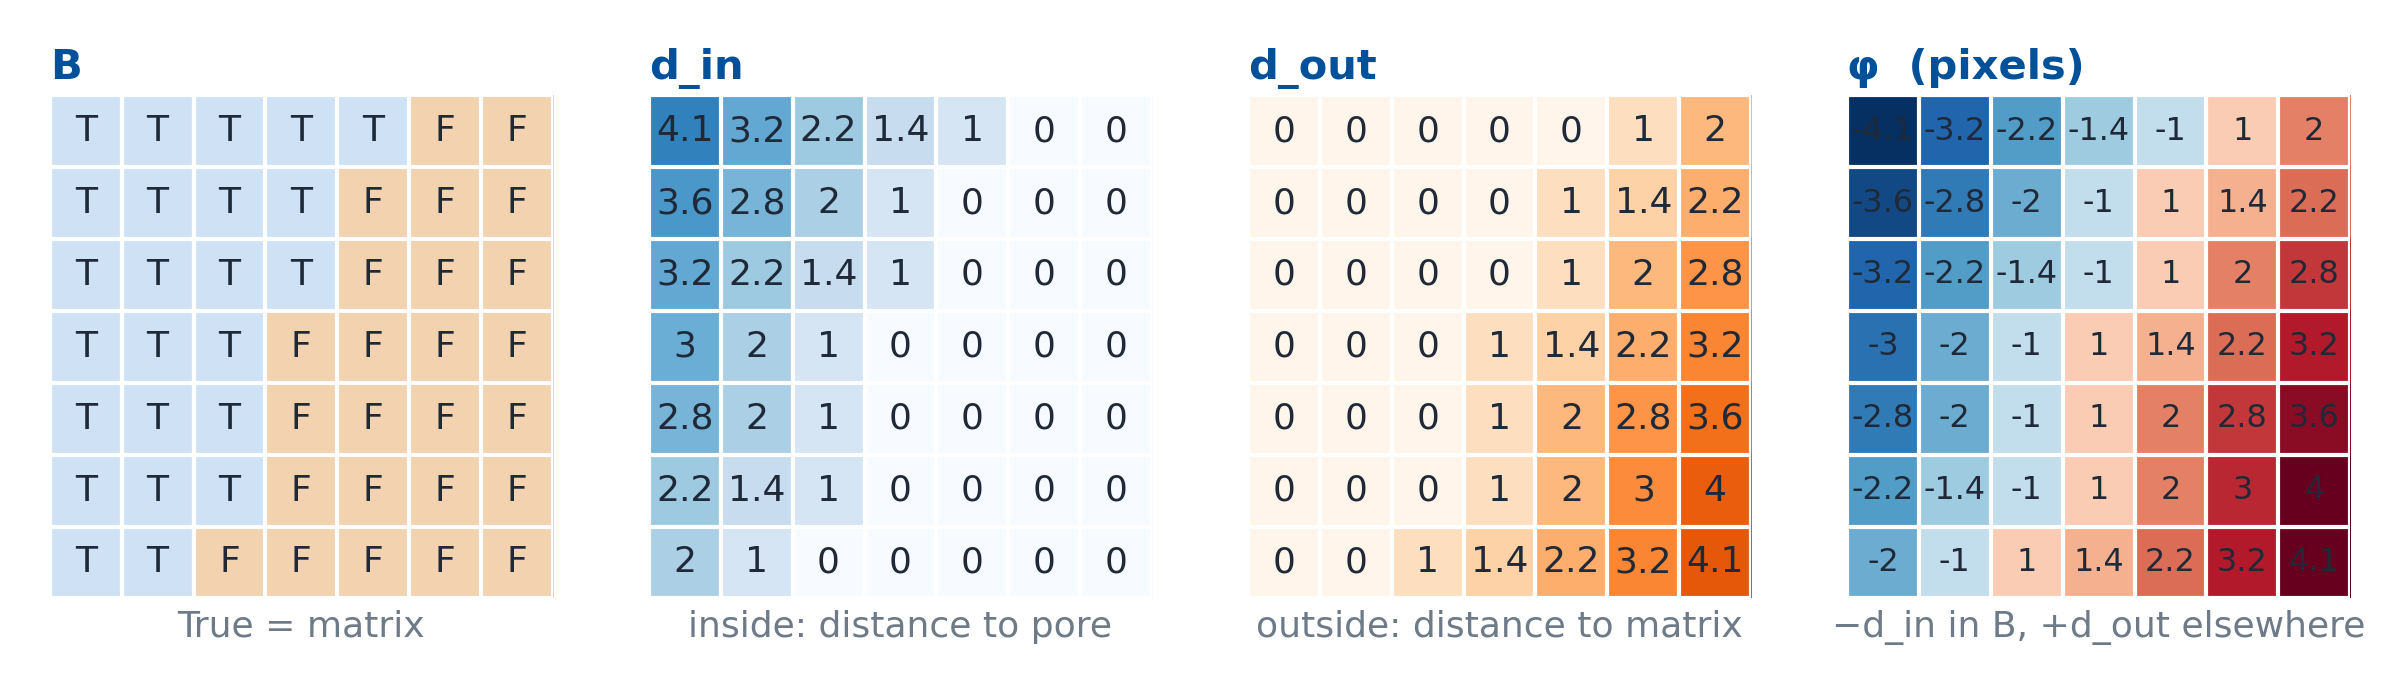 B d_in d_out φ (pixels)
T T T T T F F 4.1 3.2 2.2 1.4 1 0 0 0 0 0 0 0 1 2 -4.1 -3.2 -2.2 -1.4 -1 1 2
T T T T F F F 3.6 2.8 2 1 0 0 0 0 0 0 0 1 1.4 2.2 -3.6 -2.8 -2 -1 1 1.4 2.2
T T T T F F F 3.2 2.2 1.4 1 0 0 0 0 0 0 0 1 2 2.8 -3.2 -2.2 -1.4 -1 1 2 2.8
T T T F F F F 3 2 1 0 0 0 0 0 0 0 1 1.4 2.2 3.2 -3 -2 -1 1 1.4 2.2 3.2
T T T F F F F 2.8 2 1 0 0 0 0 0 0 0 1 2 2.8 3.6 -2.8 -2 -1 1 2 2.8 3.6
T T T F F F F 2.2 1.4 1 0 0 0 0 0 0 0 1 2 3 4 -2.2 -1.4 -1 1 2 3 4
T T F F F F F 2 1 0 0 0 0 0 0 0 1 1.4 2.2 3.2 4.1 -2 -1 1 1.4 2.2 3.2 4.1
True = matrix inside: distance to pore outside: distance to matrix −d_in in B, +d_out elsewhere